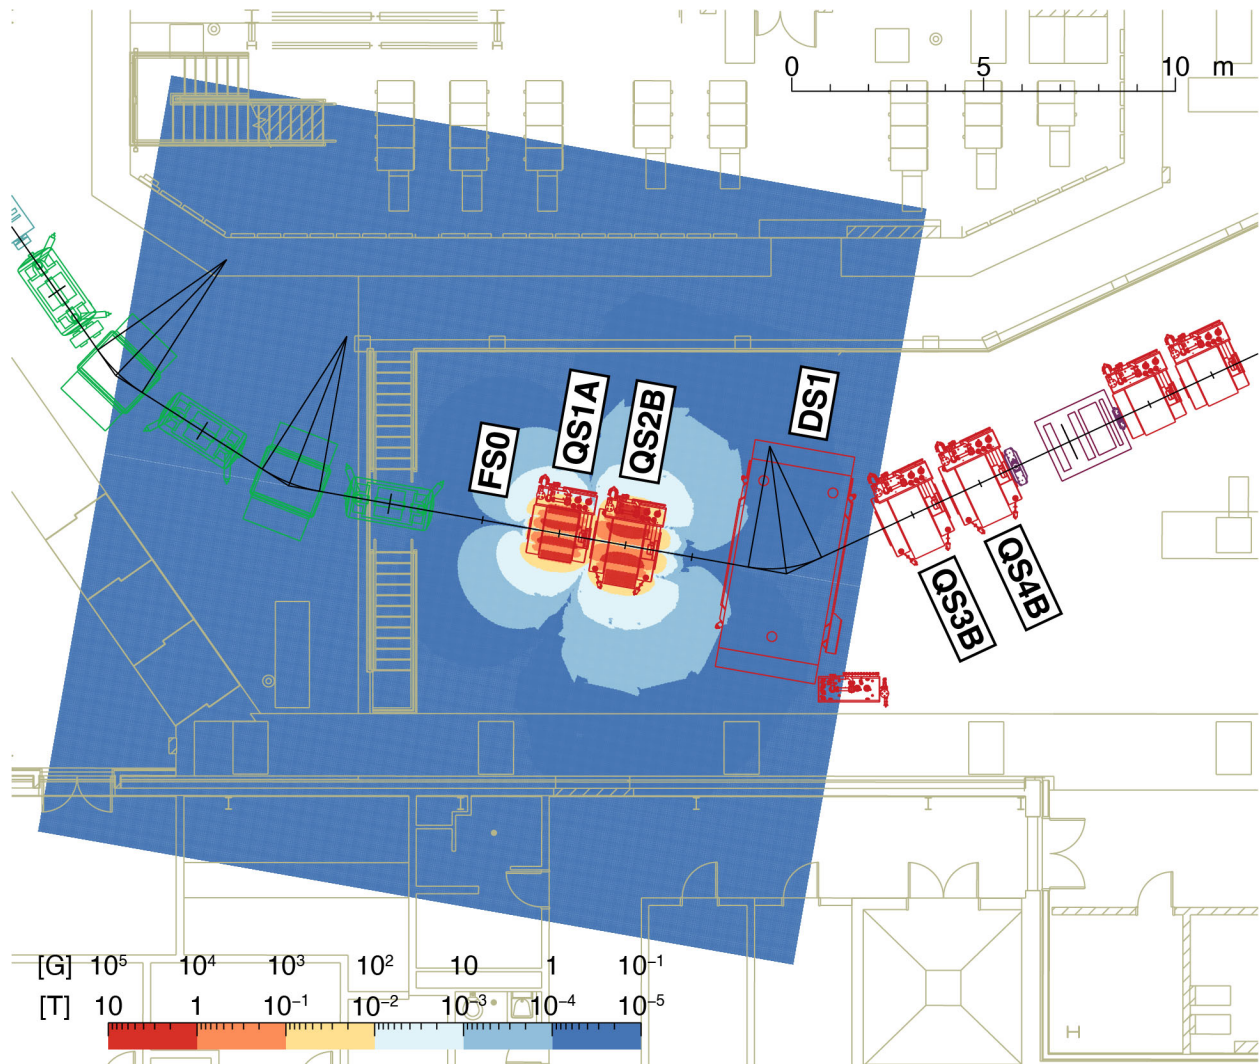 0 5 10 m
FS0
QS1A
QS2B
DS1
QS3B
QS4B
[G] 10⁵ 10⁴ 10³ 10² 10 1 10⁻¹
[T] 10 1 10⁻¹ 10⁻² 10⁻³ 10⁻⁴ 10⁻⁵